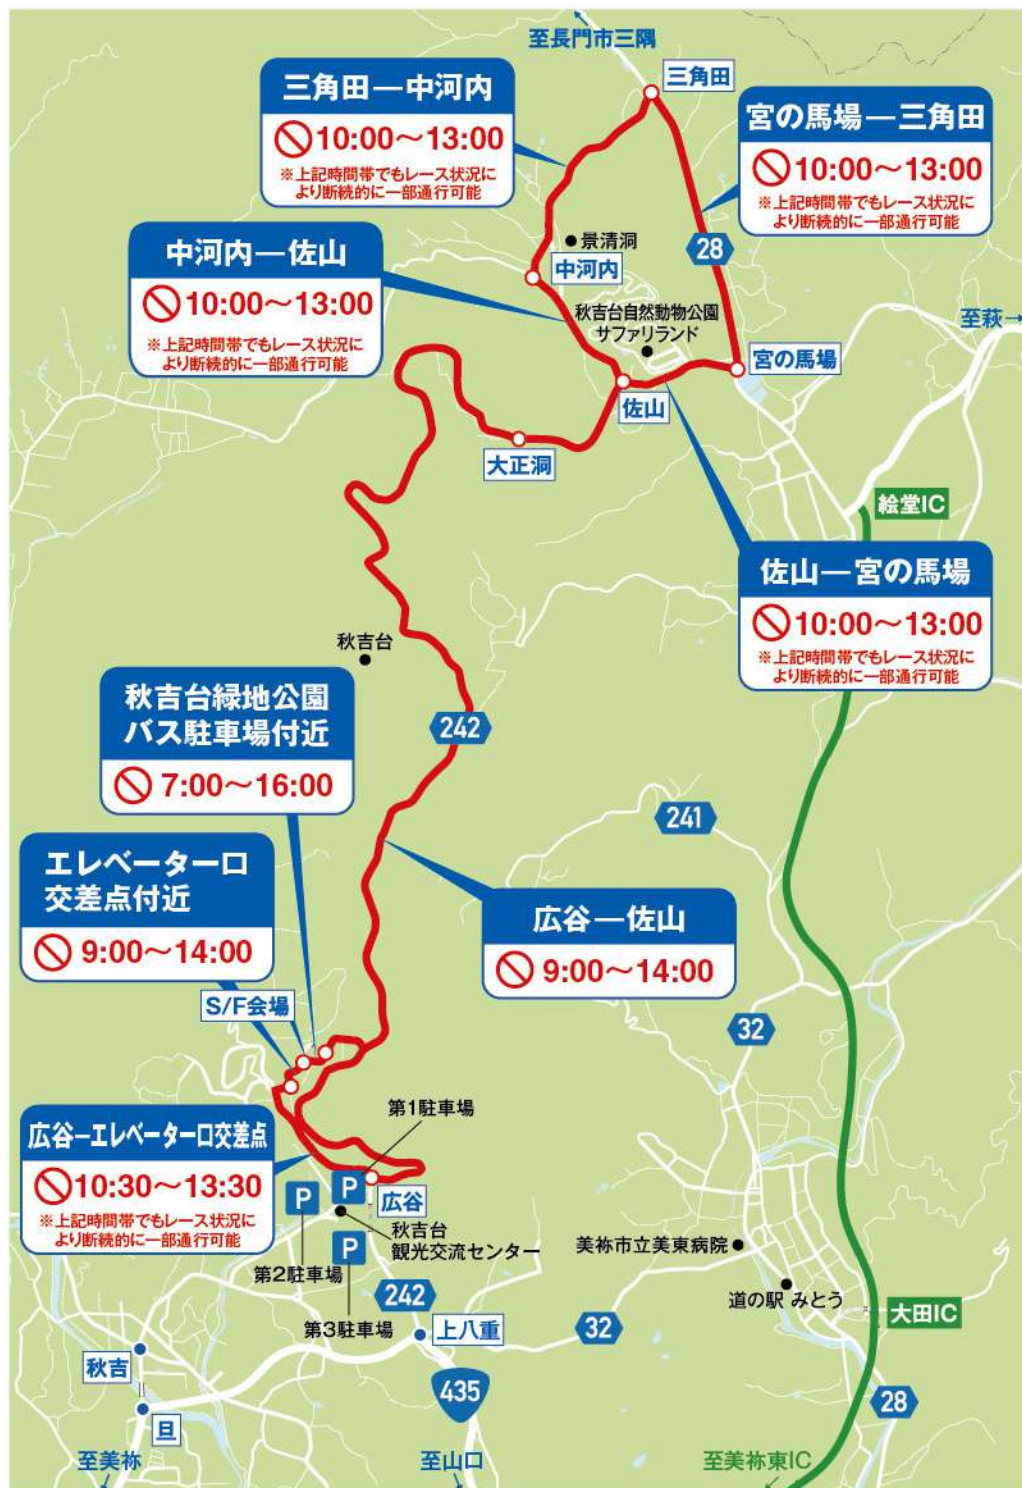 至長門市三隅
三角田
三角田―中河内
10:00～13:00
※上記時間帯でもレース状況に
より断続的に一部通行可能
宮の馬場―三角田
10:00～13:00
※上記時間帯でもレース状況に
より断続的に一部通行可能
中河内―佐山
10:00～13:00
※上記時間帯でもレース状況に
より断続的に一部通行可能
景清洞
28
中河内
秋吉台自然動物公園
サファリランド
至萩
宮の馬場
佐山
大正洞
絵堂IC
佐山―宮の馬場
10:00～13:00
※上記時間帯でもレース状況に
より断続的に一部通行可能
秋吉台
秋吉台緑地公園
バス駐車場付近
7:00～16:00
242
241
エレベーター口
交差点付近
9:00～14:00
広谷―佐山
9:00～14:00
S/F会場
32
第1駐車場
広谷―エレベーター口交差点
10:30～13:30
※上記時間帯でもレース状況に
より断続的に一部通行可能
P
P
広谷
秋吉台
観光交流センター
P
第2駐車場
美祢市立美東病院
道の駅 みとう
242
第3駐車場
上八重
32
大田IC
秋吉
435
28
旦
至美祢
至山口
至美祢東IC